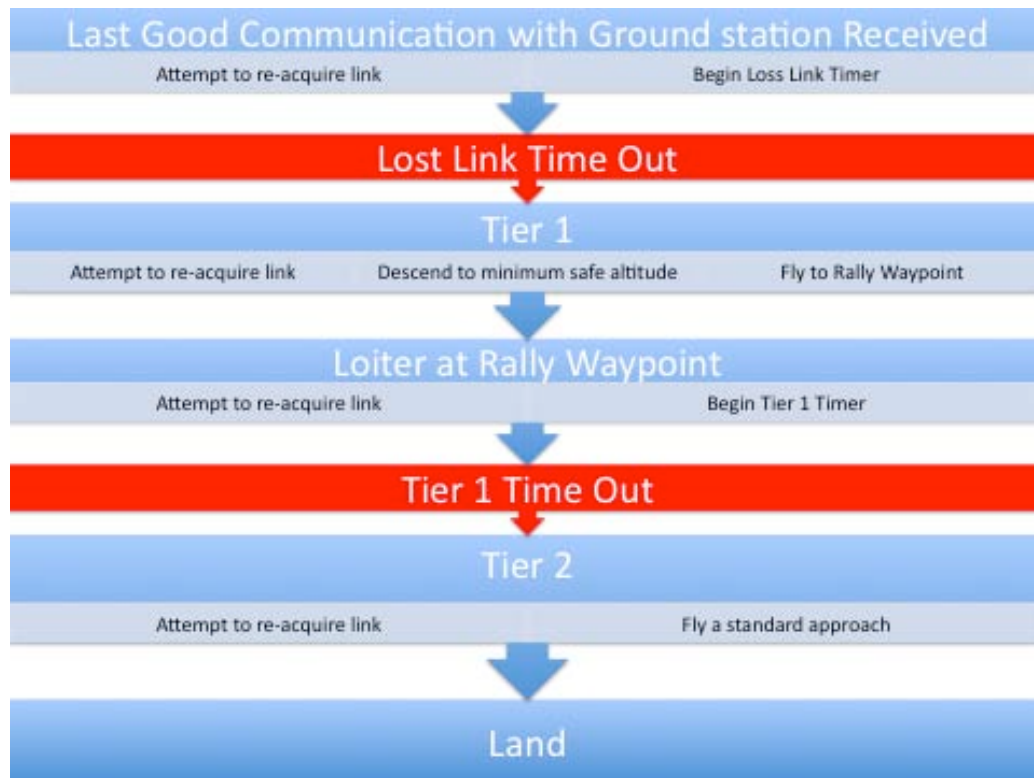 Last Good Communication with Ground station Received
Attempt to re-acquire link Begin Loss Link Timer
Lost Link Time Out
Tier 1
Attempt to re-acquire link Descend to minimum safe altitude Fly to Rally Waypoint
Loiter at Rally Waypoint
Attempt to re-acquire link Begin Tier 1 Timer
Tier 1 Time Out
Tier 2
Attempt to re-acquire link Fly a standard approach
Land